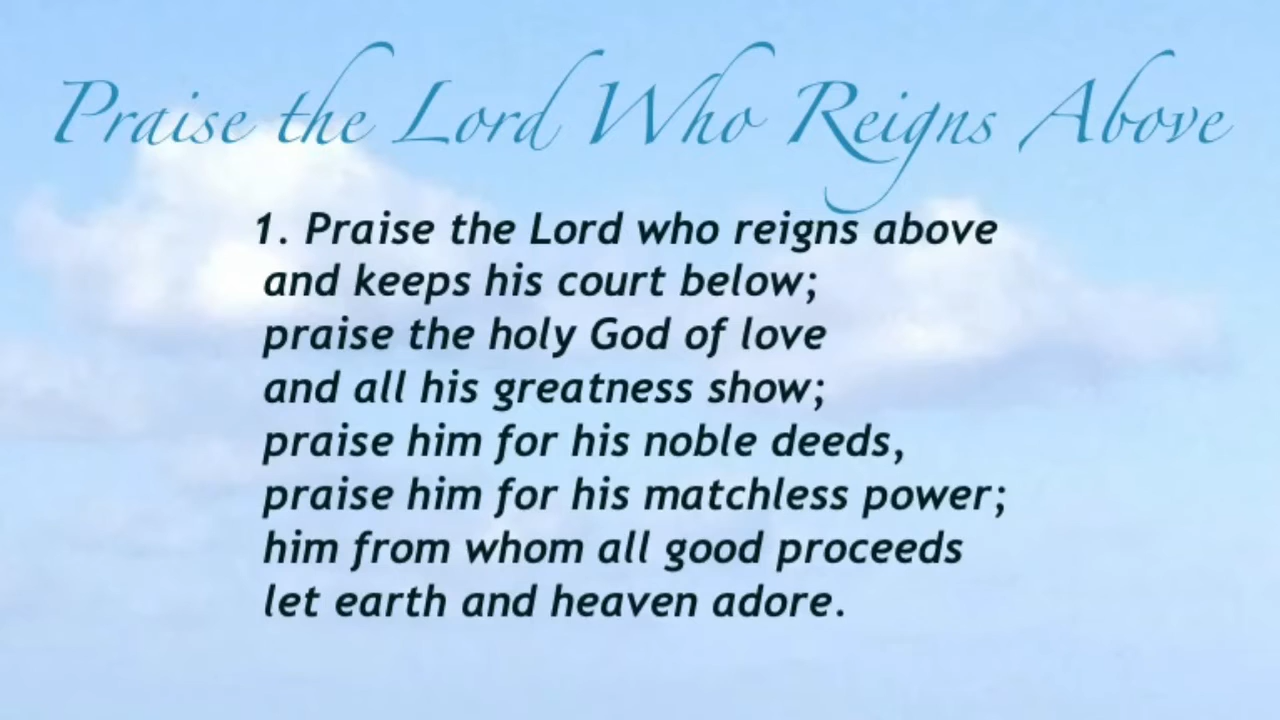 Praise the Lord Who Reigns Above
1. Praise the Lord who reigns above
and keeps his court below;
praise the holy God of love
and all his greatness show;
praise him for his noble deeds,
praise him for his matchless power;
him from whom all good proceeds
let earth and heaven adore.